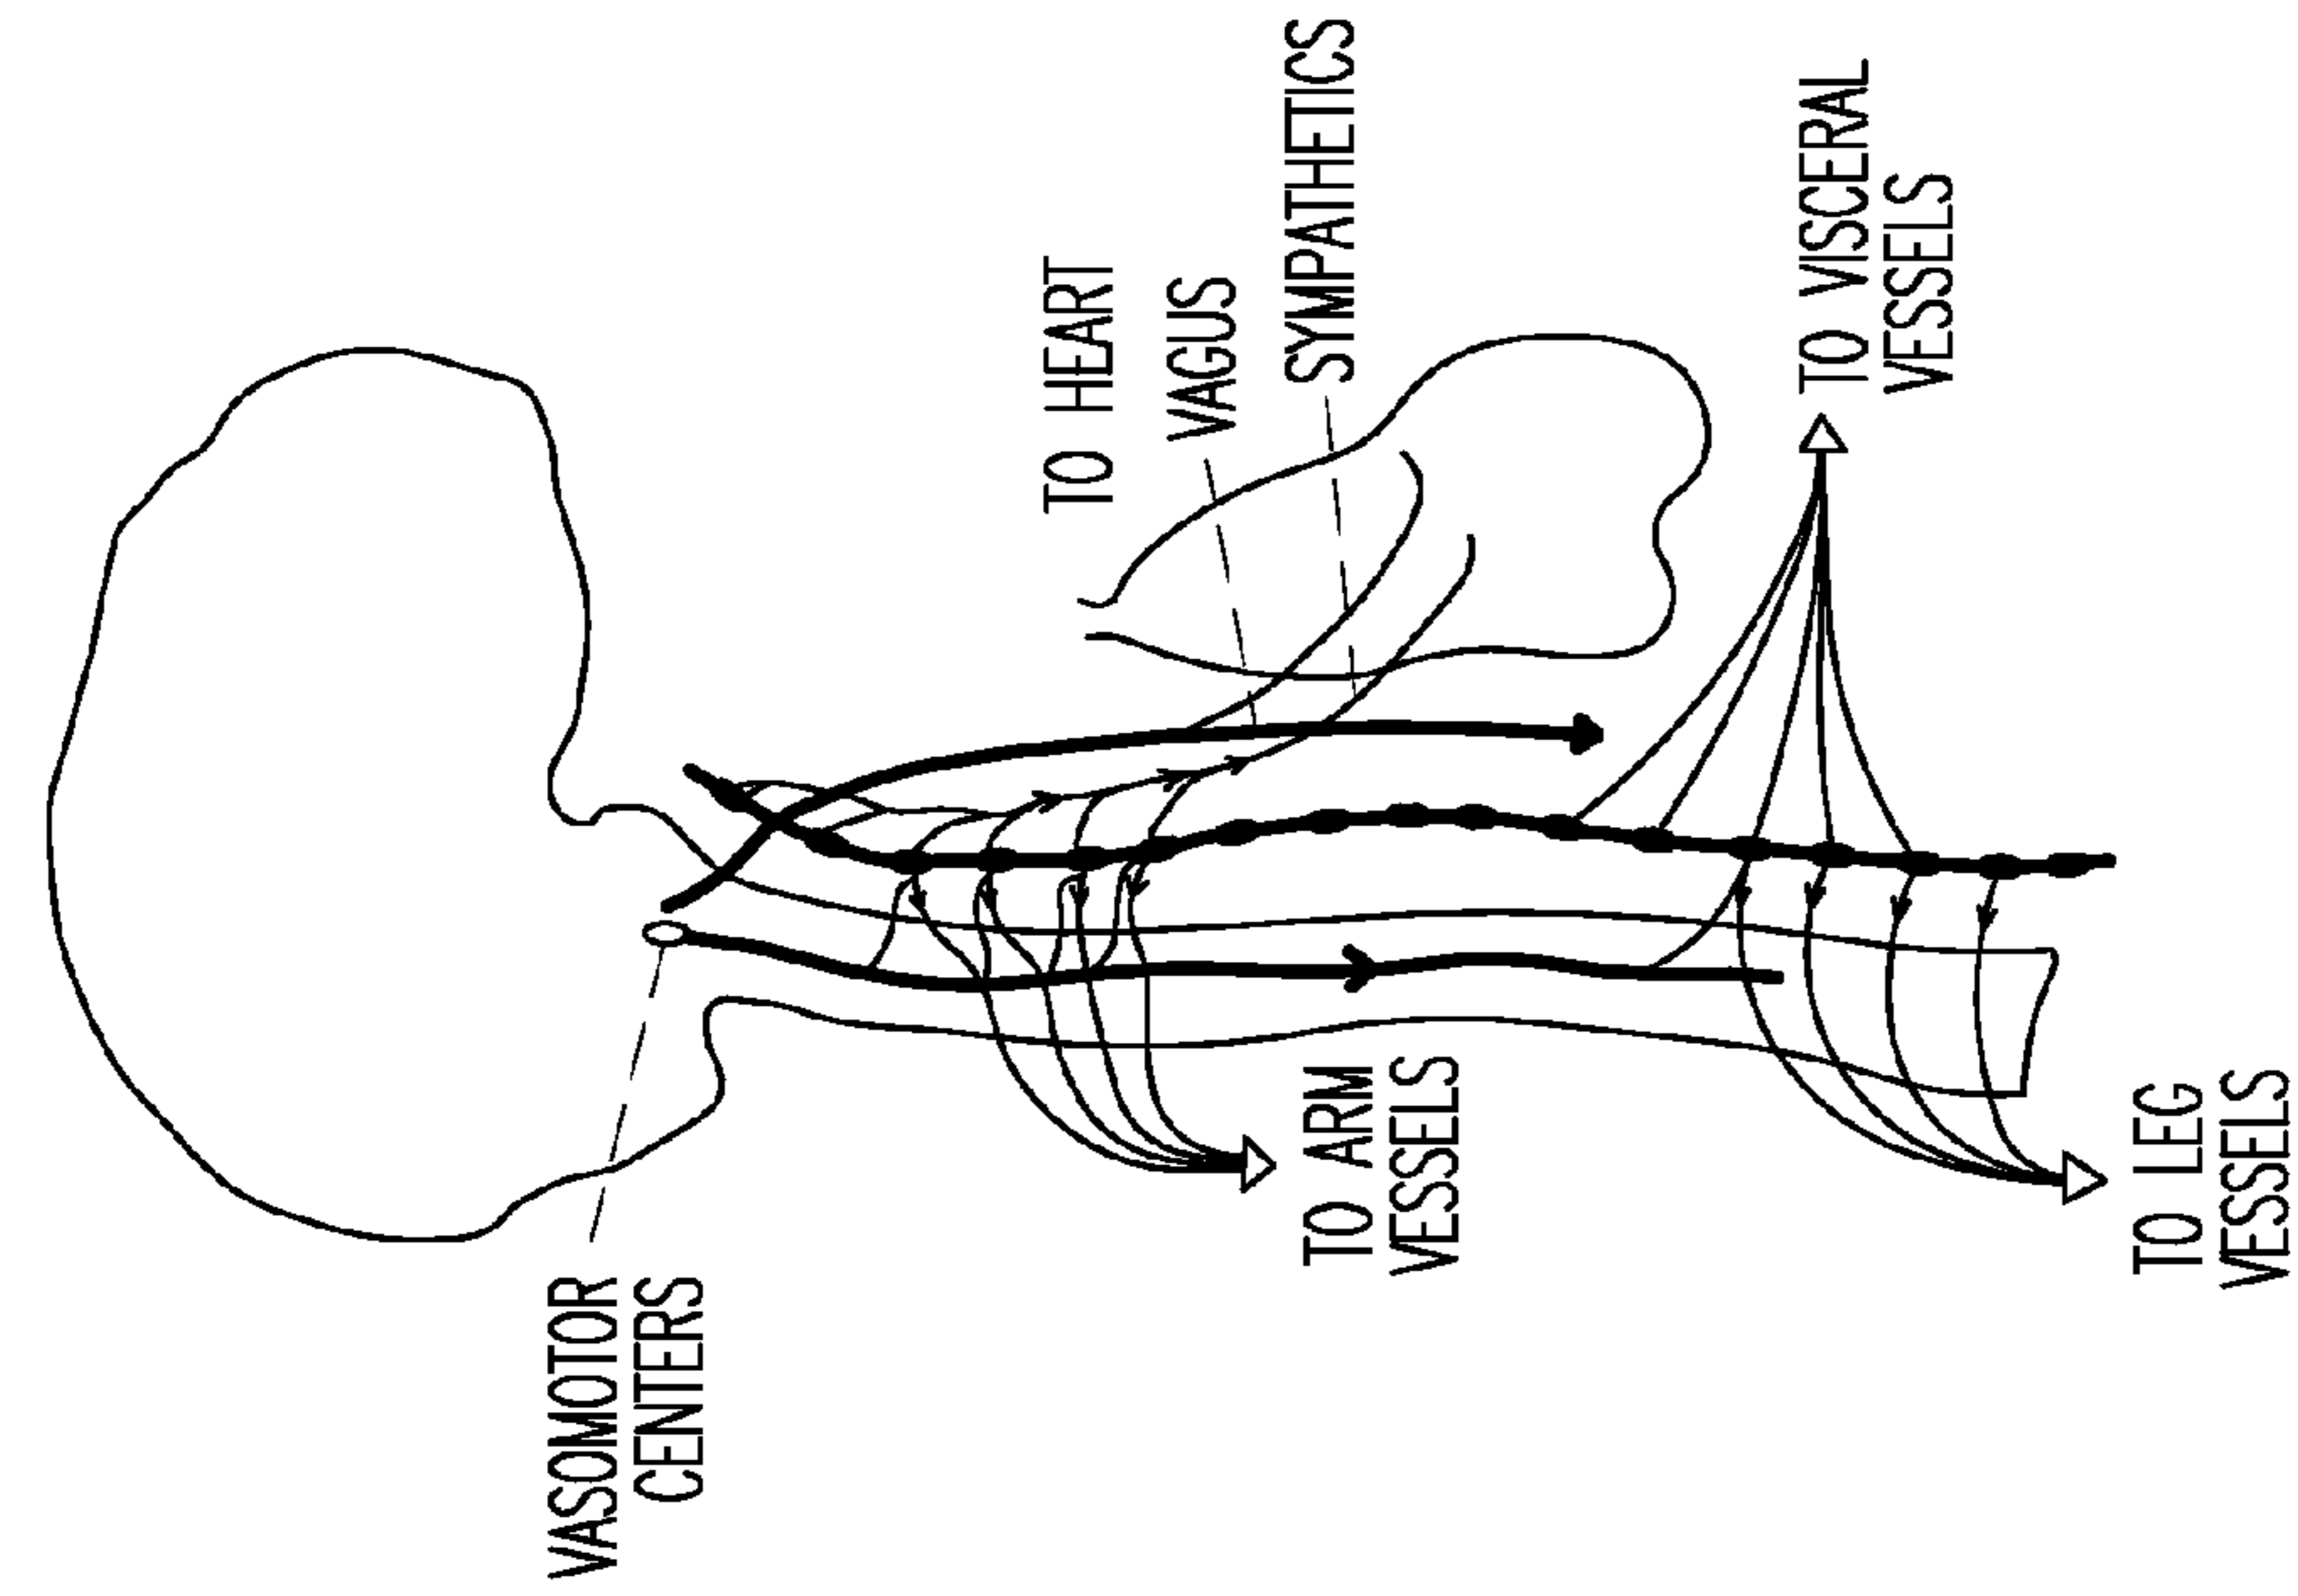 TO HEART
VAGUS
SYMPATHETICS
TO VISCERAL
VESSELS
VASOMOTOR
CENTERS
TO ARM
VESSELS
TO LEG
VESSELS